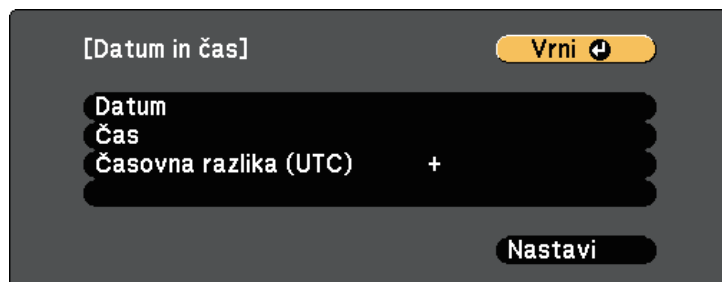 [Datum in čas] Vrni
Datum
Čas
Časovna razlika (UTC) +
Nastavi